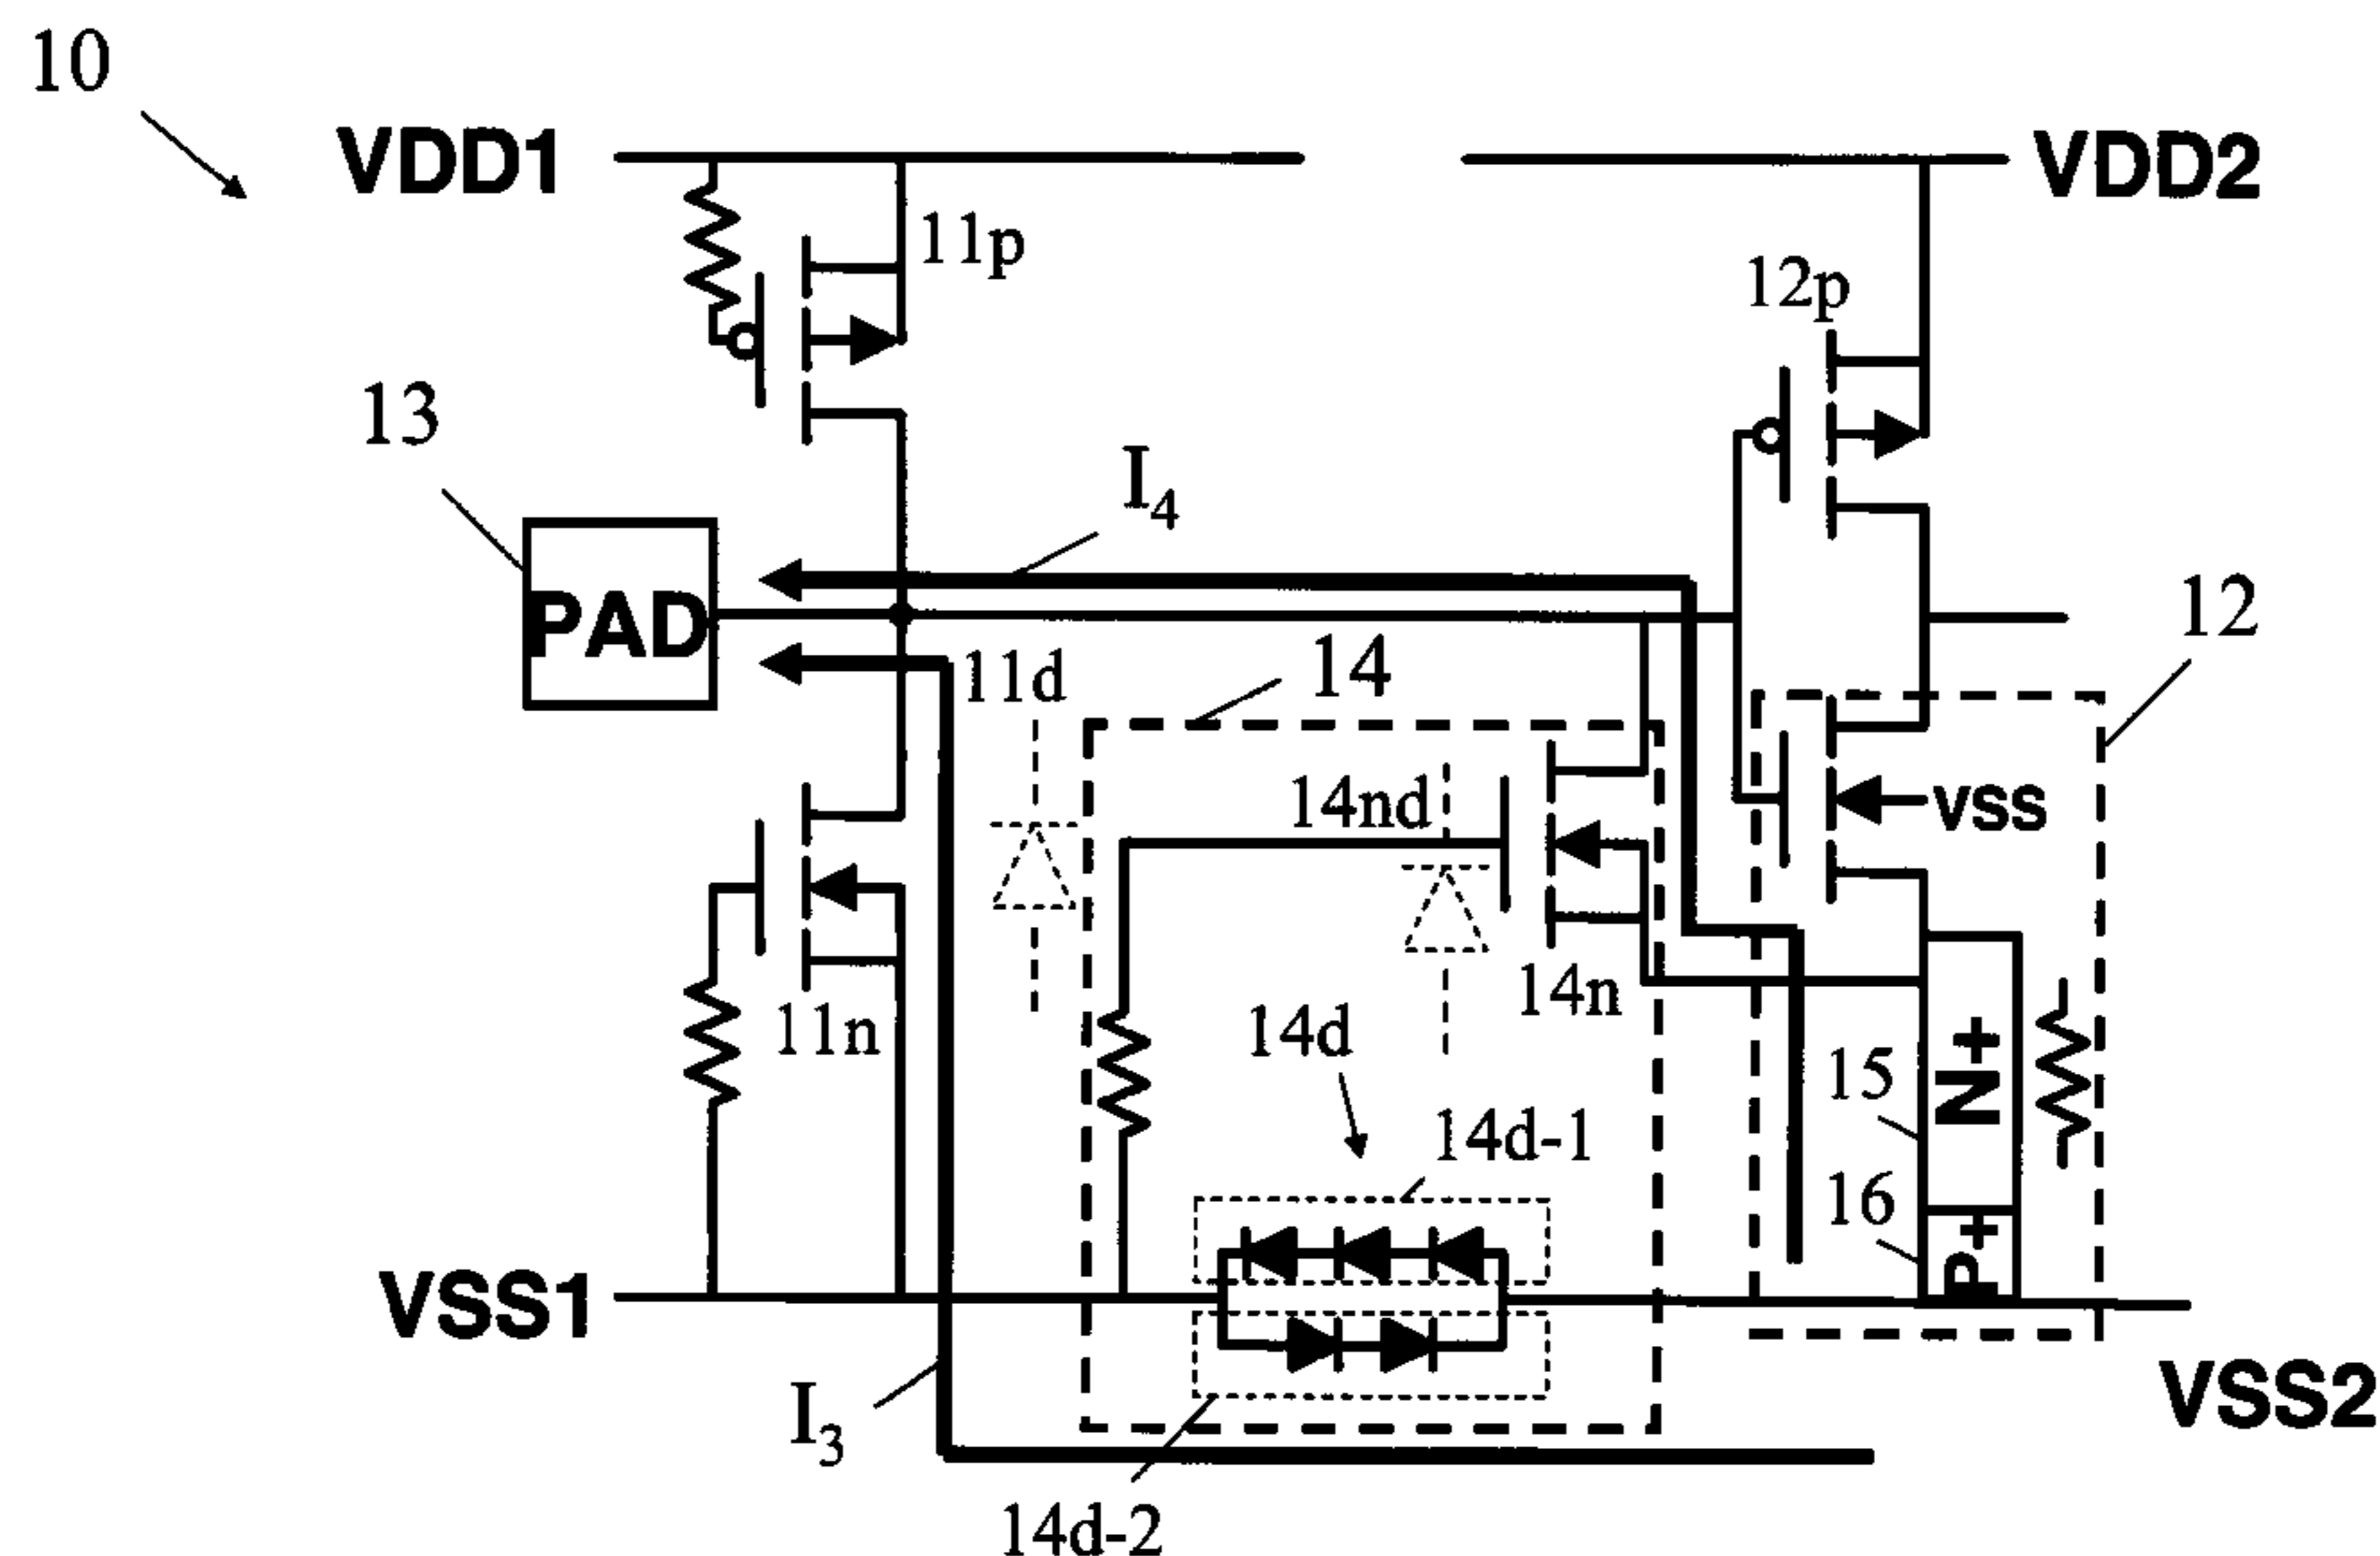 10
VDD1
VDD2
11p
12p
13
I4
PAD
12
11d
14
14nd
VSS
11n
14n
14d
15
N+
14d-1
16
P+
VSS1
VSS2
I3
14d-2